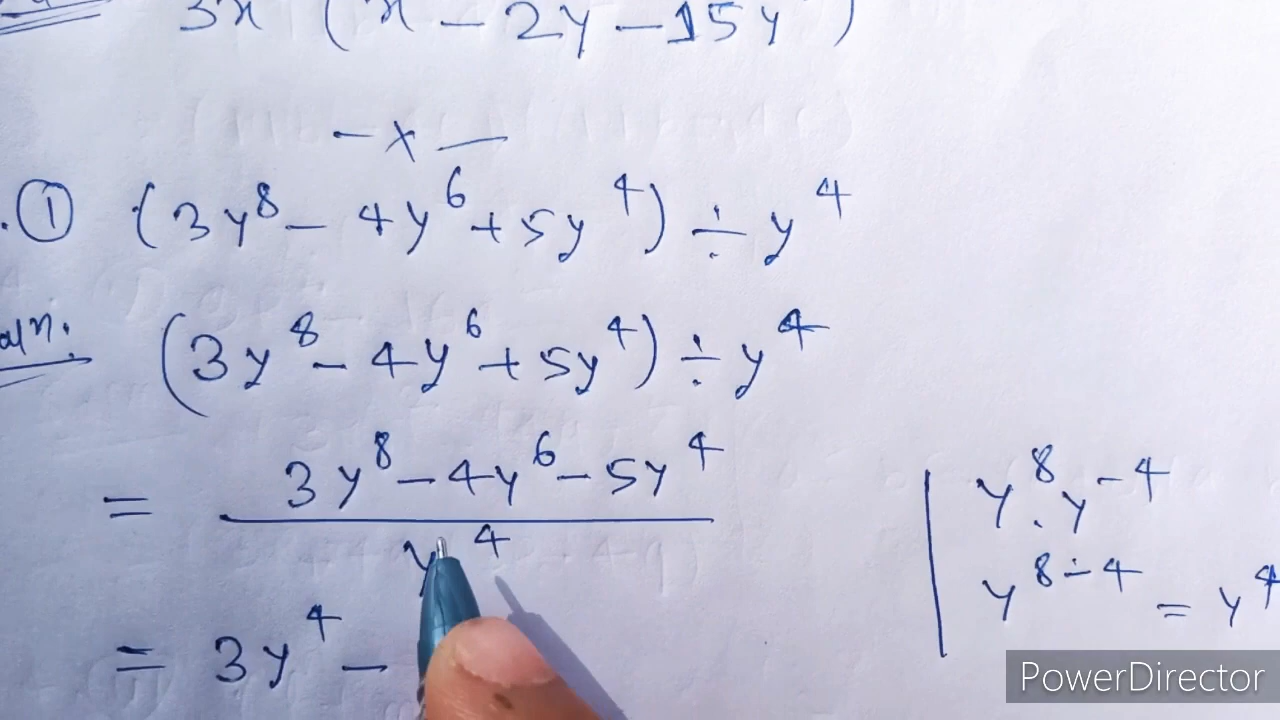 3x (x - 2y - 15y )
- x -
.① (3y⁸ - 4y⁶ + 5y⁴) ÷ y⁴
(3y⁸ - 4y⁶ + 5y⁴) ÷ y⁴
= 3y⁸ - 4y⁶ - 5y⁴
y⁴
= 3y⁴ -
y⁸.y⁻⁴
y⁸⁻⁴ = y⁴
PowerDirector